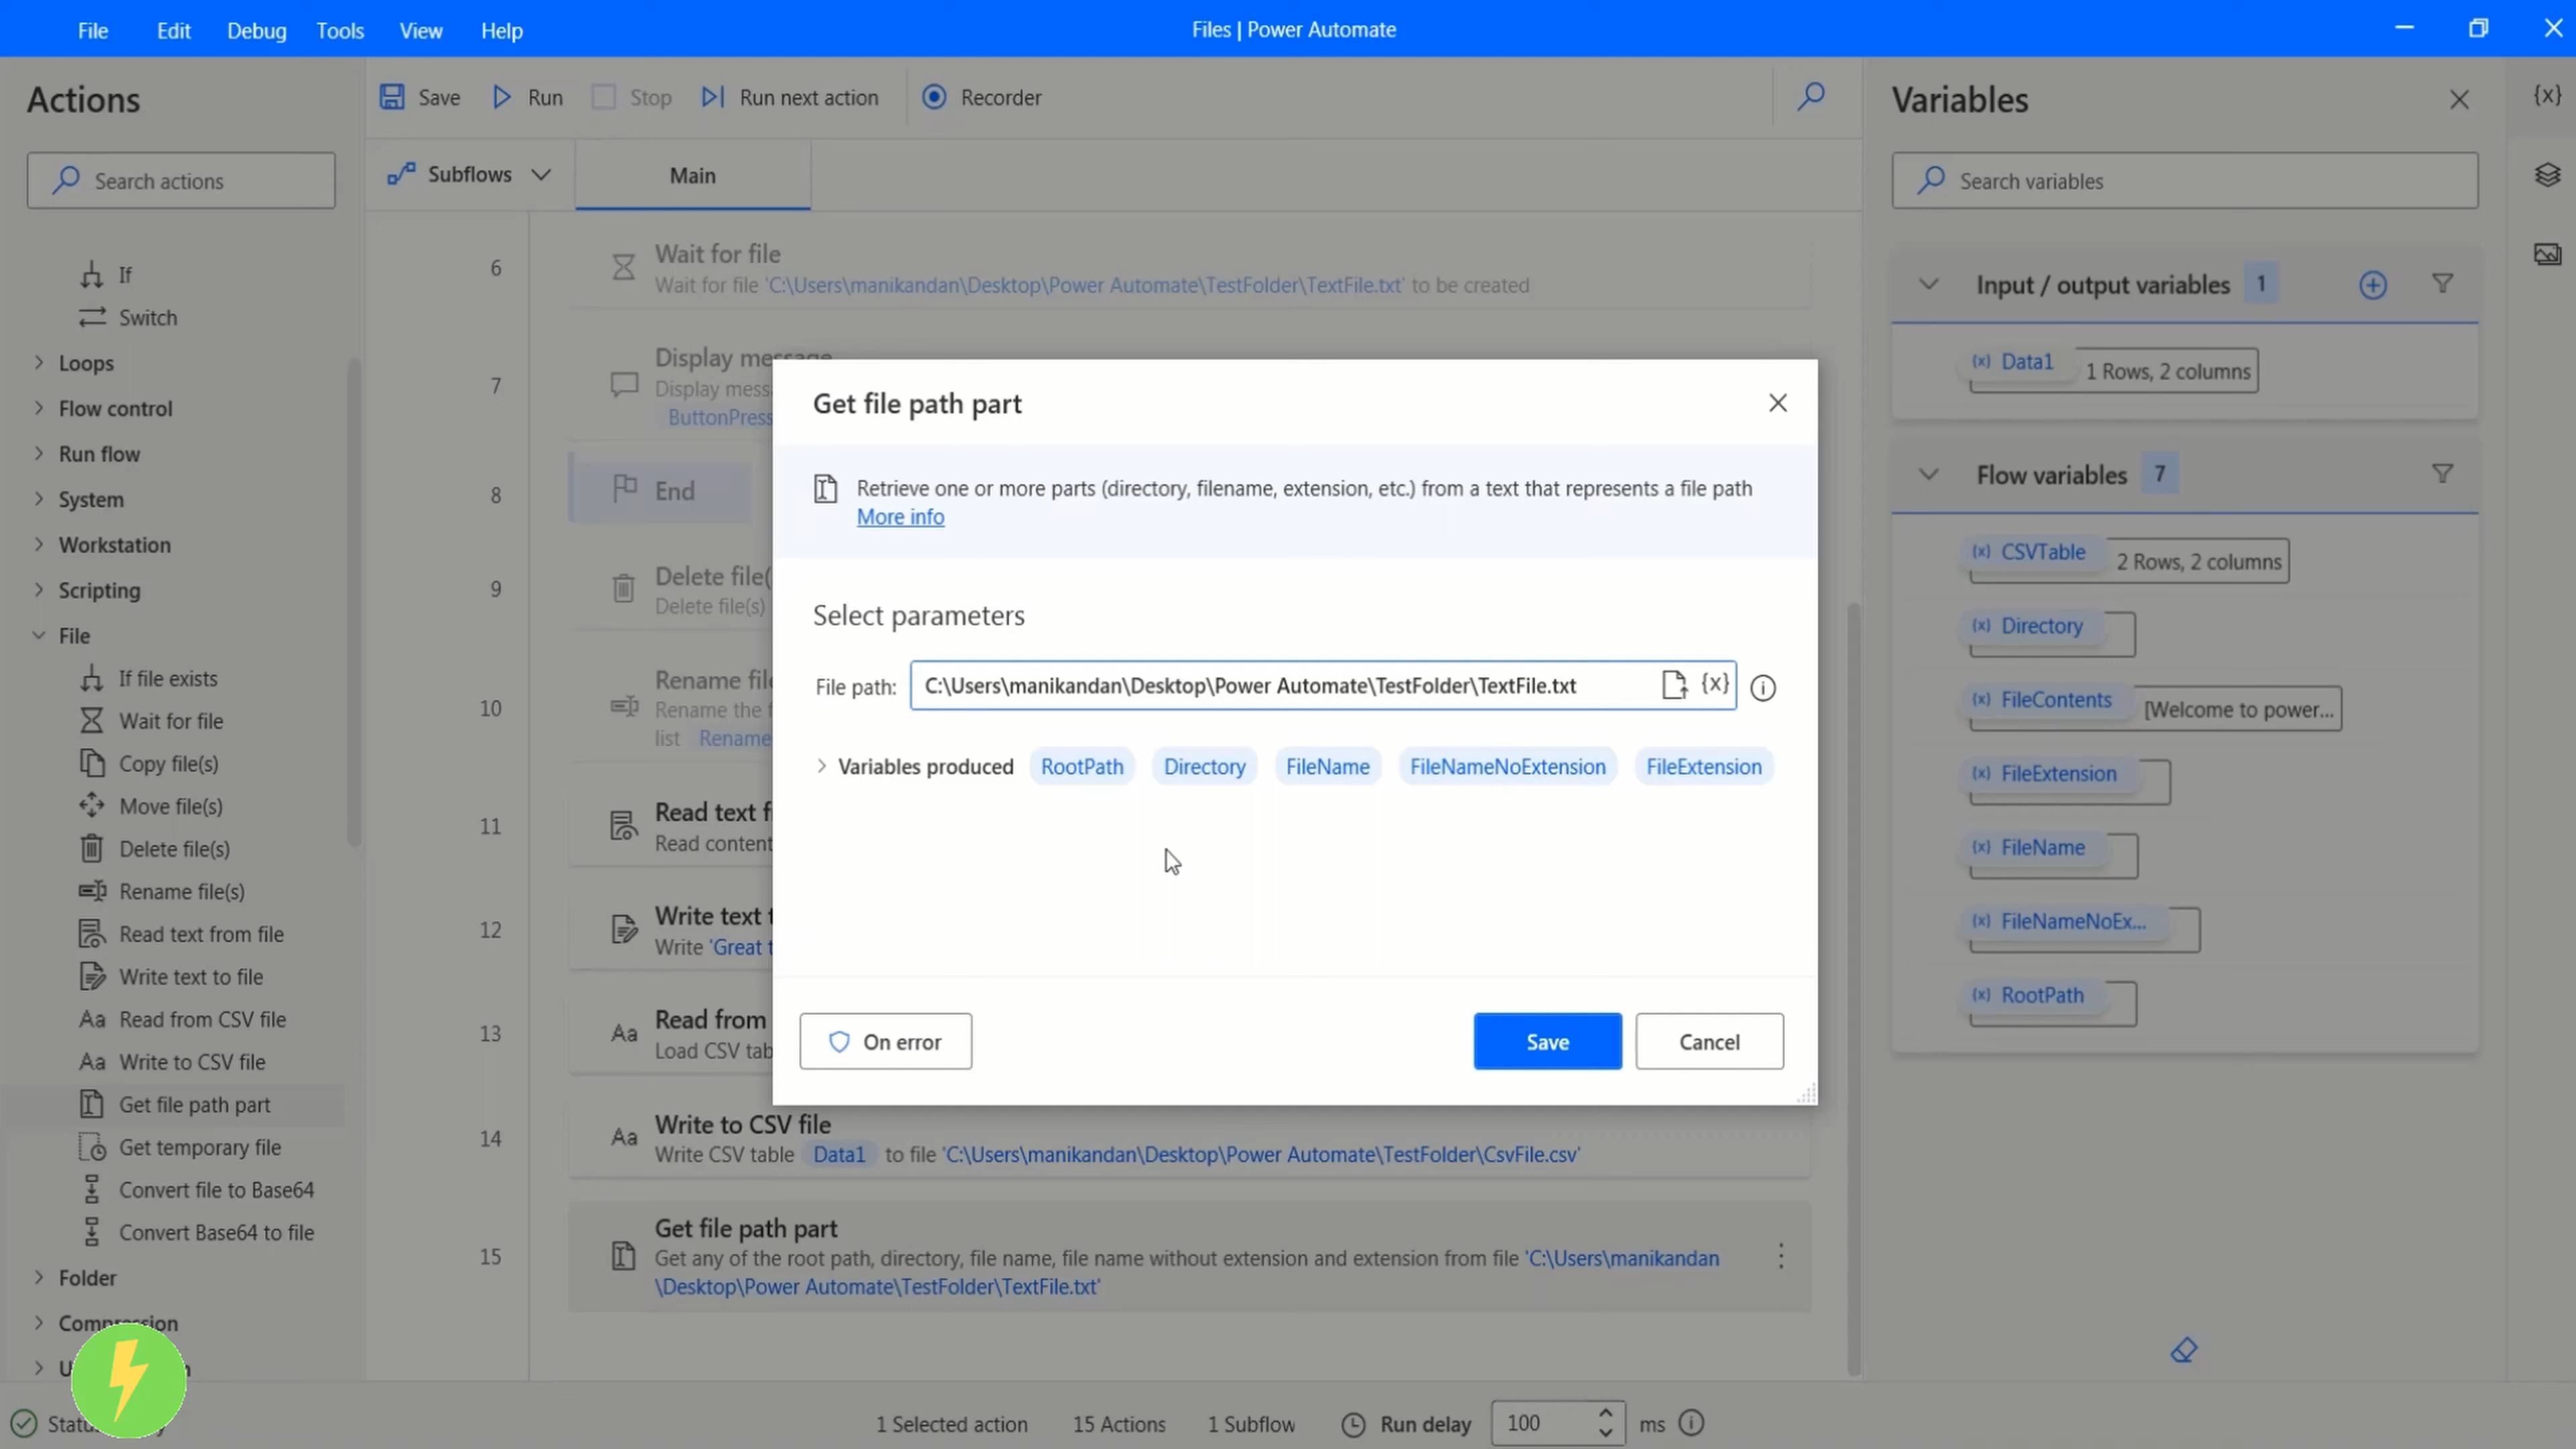 File Edit Debug Tools View Help
Files | Power Automate
Actions
Search actions
If
Switch
Loops
Flow control
Run flow
System
Workstation
Scripting
File
If file exists
Wait for file
Copy file(s)
Move file(s)
Delete file(s)
Rename file(s)
Read text from file
Write text to file
Read from CSV file
Write to CSV file
Get file path part
Get temporary file
Convert file to Base64
Convert Base64 to file
Folder
Compression
Save Run Stop Run next action Recorder
Subflows Main
6 Wait for file
Wait for file 'C:\Users\manikandan\Desktop\Power Automate\TestFolder\TextFile.txt' to be created
7 Display message
Display mess
ButtonPress
8 End
9 Delete file(
Delete file(s)
10 Rename file
Rename the f
list Rename
11 Read text f
Read content
12 Write text t
Write 'Great t
13 Read from
Load CSV tab
14 Write to CSV file
Write CSV table Data1 to file 'C:\Users\manikandan\Desktop\Power Automate\TestFolder\CsvFile.csv'
15 Get file path part
Get any of the root path, directory, file name, file name without extension and extension from file 'C:\Users\manikandan
\Desktop\Power Automate\TestFolder\TextFile.txt'
Get file path part
Retrieve one or more parts (directory, filename, extension, etc.) from a text that represents a file path
More info
Select parameters
File path: C:\Users\manikandan\Desktop\Power Automate\TestFolder\TextFile.txt {x}
Variables produced RootPath Directory FileName FileNameNoExtension FileExtension
On error Save Cancel
Variables {x}
Search variables
Input / output variables 1
(x) Data1 1 Rows, 2 columns
Flow variables 7
(x) CSVTable 2 Rows, 2 columns
(x) Directory
(x) FileContents [Welcome to power...
(x) FileExtension
(x) FileName
(x) FileNameNoEx...
(x) RootPath
1 Selected action 15 Actions 1 Subflow Run delay 100 ms